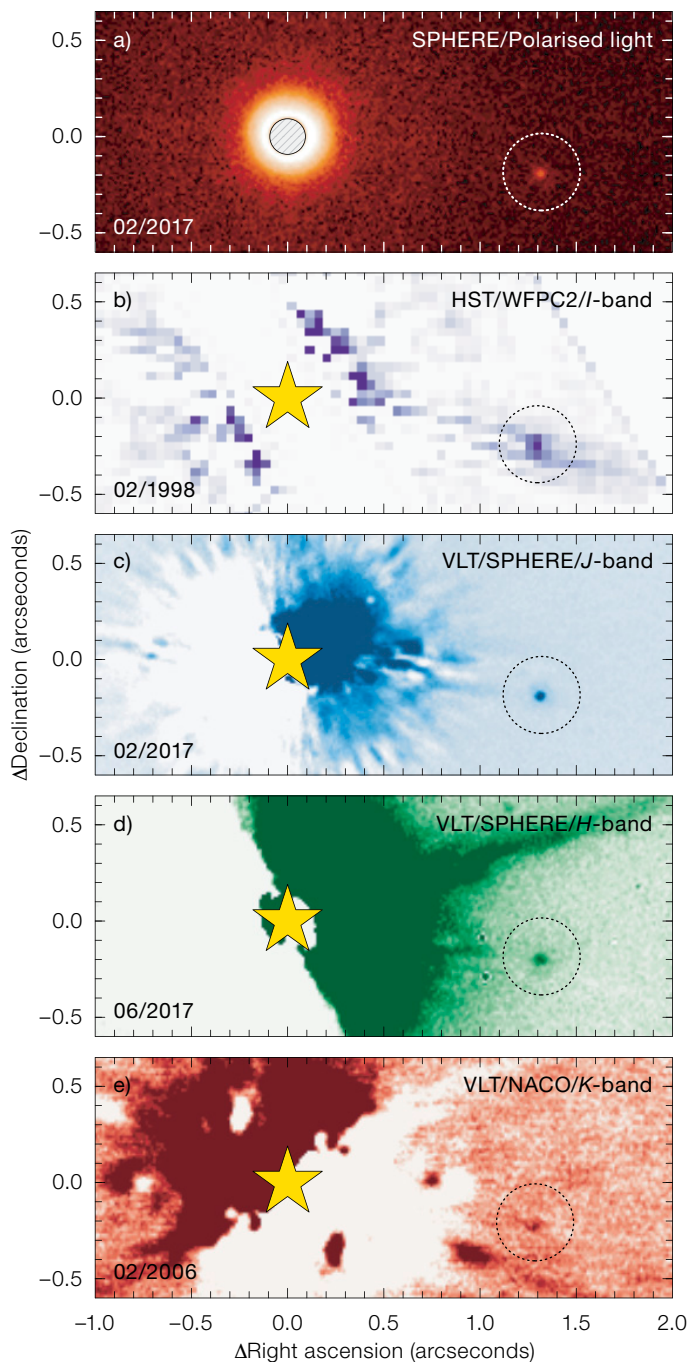 a) SPHERE/Polarised light
0.5
0.0
−0.5
02/2017
b) HST/WFPC2/I-band
0.5
0.0
−0.5
02/1998
c) VLT/SPHERE/J-band
0.5
0.0
−0.5
02/2017
d) VLT/SPHERE/H-band
0.5
0.0
−0.5
06/2017
e) VLT/NACO/K-band
0.5
0.0
−0.5
02/2006
ΔDeclination (arcseconds)
−1.0 −0.5 0.0 0.5 1.0 1.5 2.0
ΔRight ascension (arcseconds)